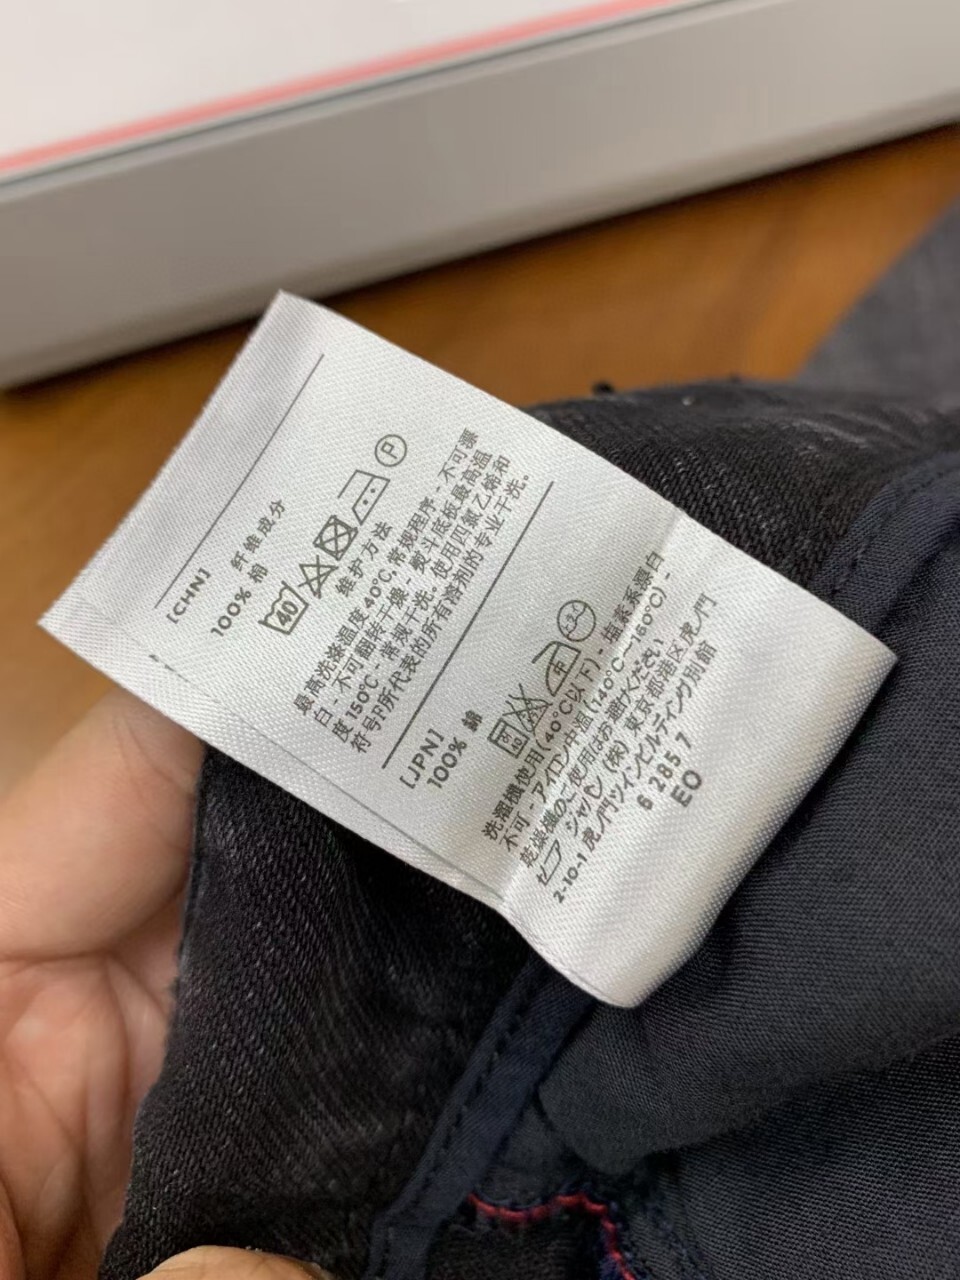 [CHN]
纤维成分
100% 棉
40
P
维护方法
最高洗涤温度40°C,常规程序-不可漂
白-不可翻转干燥-熨斗底板最高温
度150°C-常规干洗.使用四氯乙烯和
符号F所代表的所有溶剂的专业干洗。
[JPN]
100% 綿
40
中
洗濯機使用(40°C以下)-塩素系漂白
不可-アイロン中温(140°C-160°C)-
乾燥機のご使用はお避けください
ジャパン (株) 東京都港区虎ノ門
2-10-1 虎ノ門ツインビルディング別館
6 2857
EO